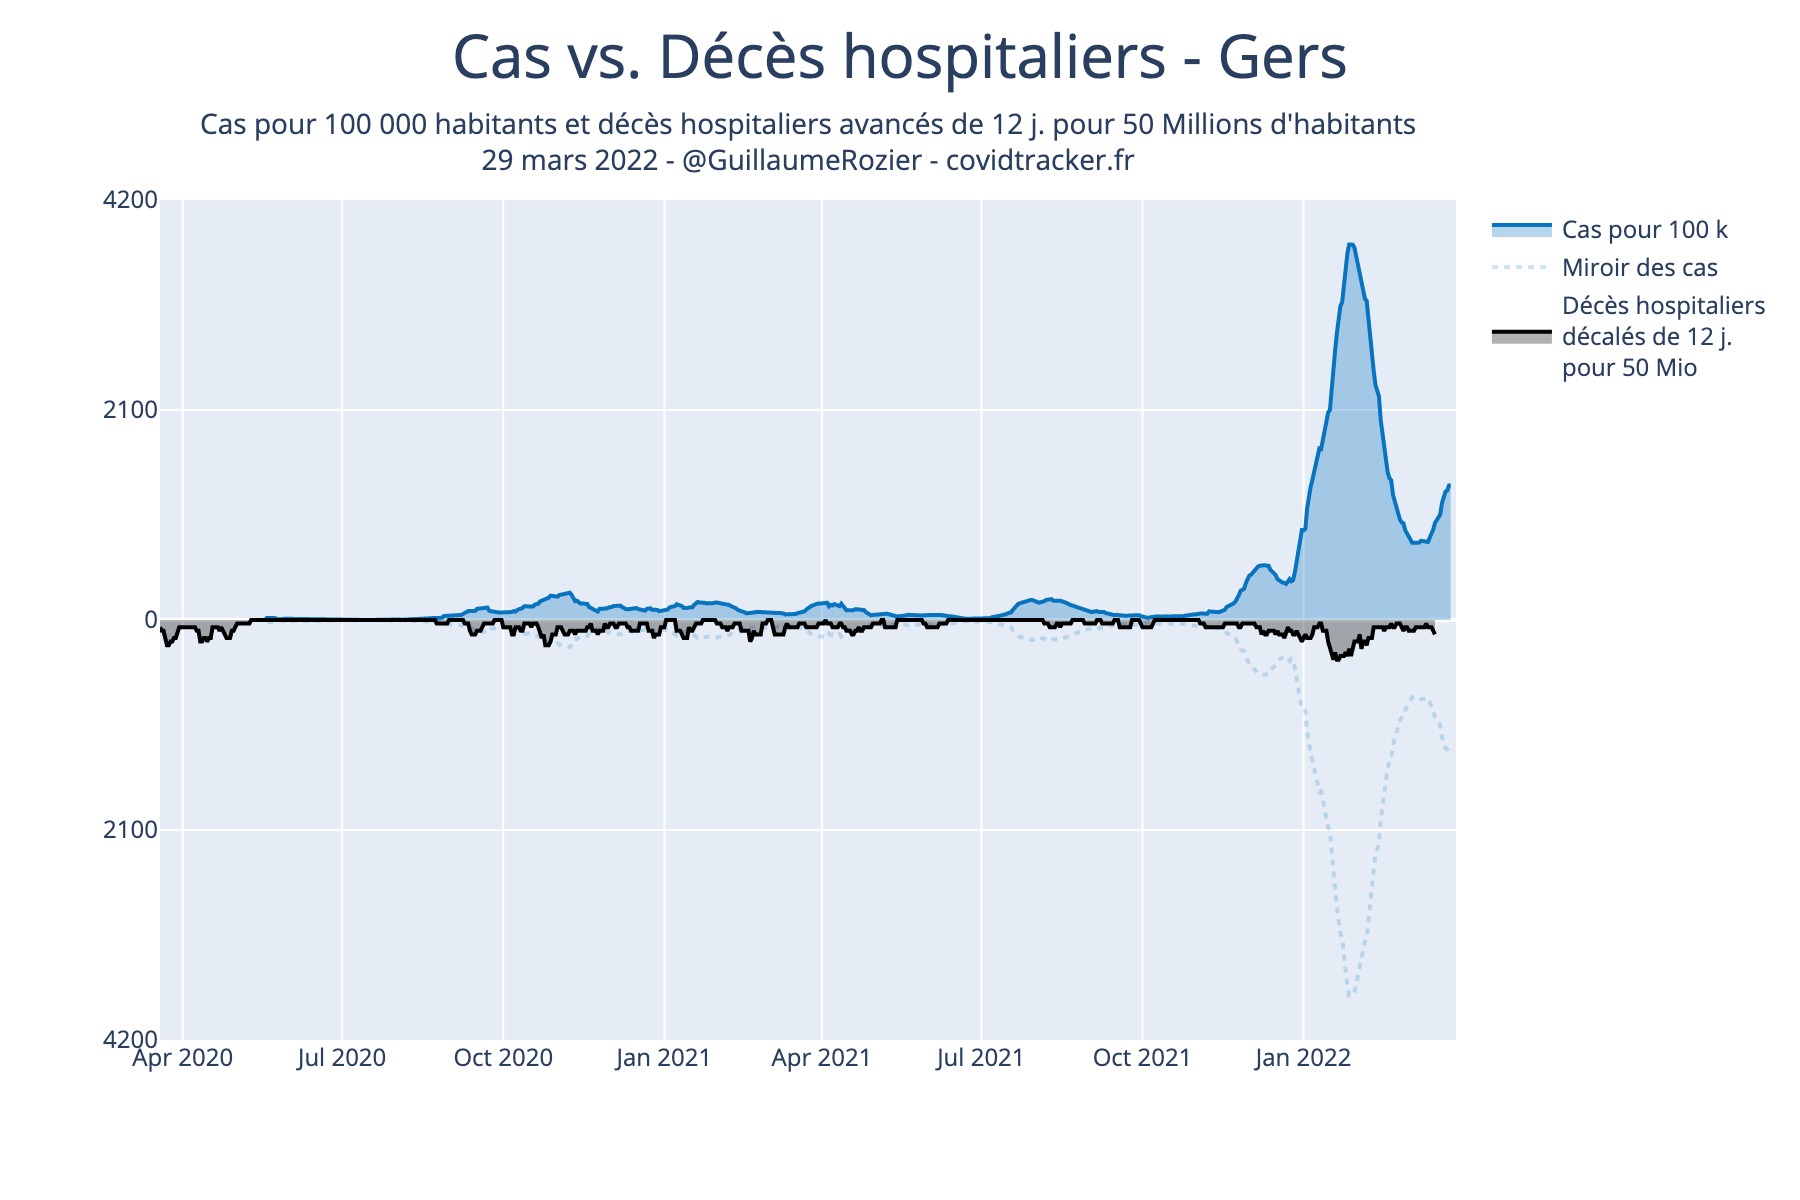 Cas vs. Décès hospitaliers - Gers
Cas pour 100 000 habitants et décès hospitaliers avancés de 12 j. pour 50 Millions d'habitants
29 mars 2022 - @GuillaumeRozier - covidtracker.fr
4200
2100
0
2100
4200
Apr 2020
Jul 2020
Oct 2020
Jan 2021
Apr 2021
Jul 2021
Oct 2021
Jan 2022
Cas pour 100 k
Miroir des cas
Décès hospitaliers
décalés de 12 j.
pour 50 Mio